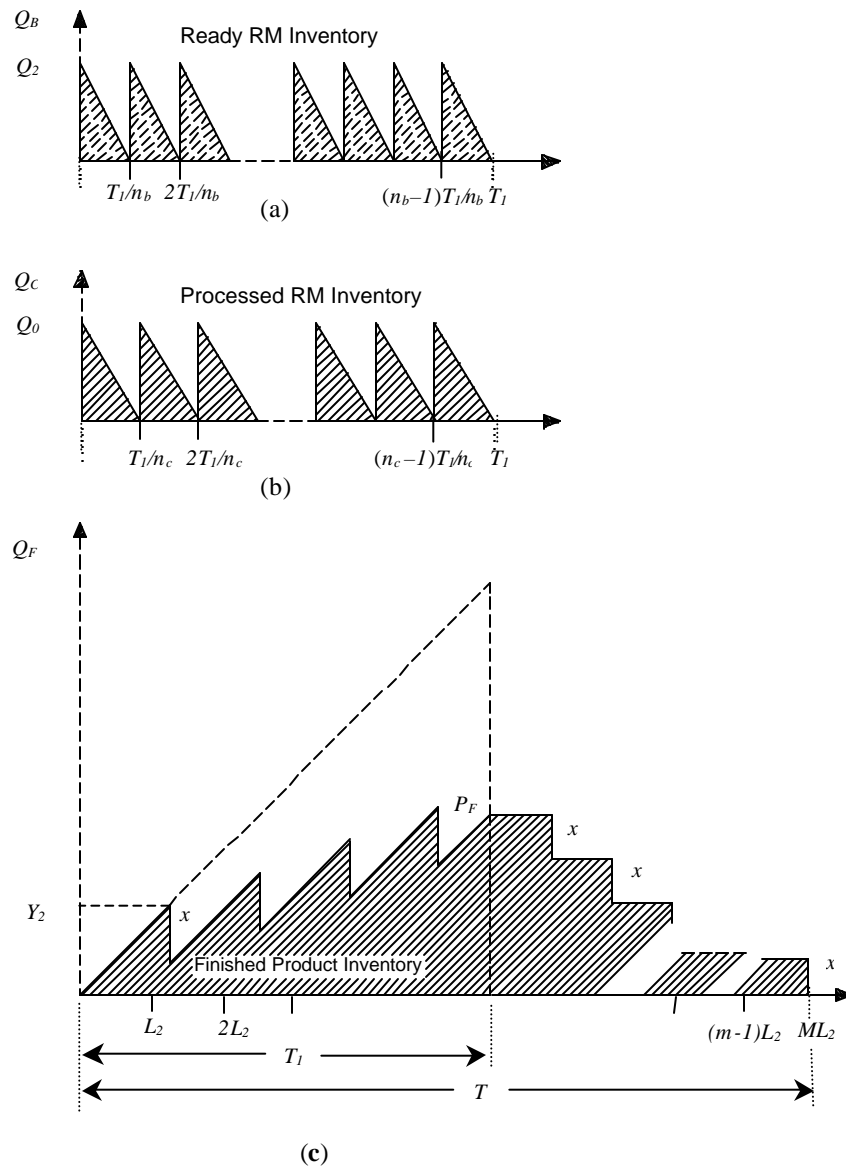 Q_B
Ready RM Inventory
Q_2
T_1/n_b 2T_1/n_b (n_b–1)T_1/n_b T_1
(a)
Q_C
Processed RM Inventory
Q_0
T_1/n_c 2T_1/n_c (n_c–1)T_1/n_c T_1
(b)
Q_F
P_F
x
x
Y_2
x
Finished Product Inventory
x
L_2 2L_2 (m-1)L_2 ML_2
T_1
T
(c)